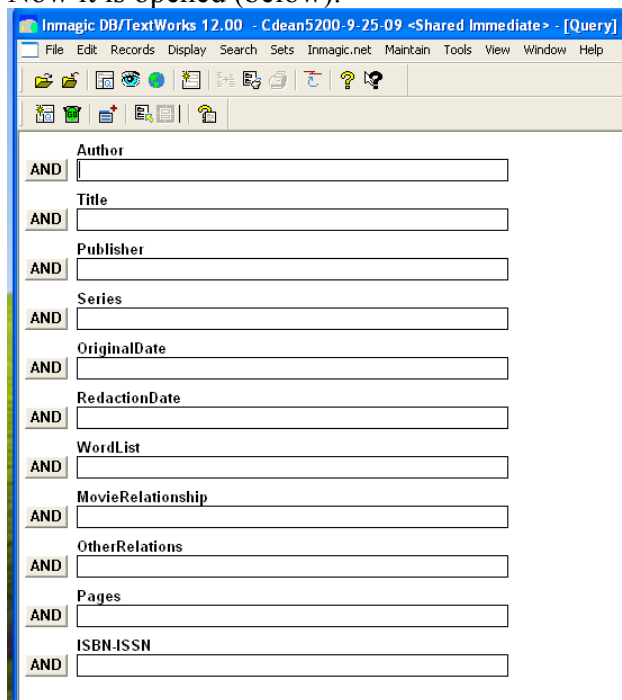 Now it is opened (below):
Inmagic DB/TextWorks 12.00 - Cdean5200-9-25-09 <Shared Immediate> - [Query]
File Edit Records Display Search Sets Inmagic.net Maintain Tools View Window Help
Author
AND
Title
AND
Publisher
AND
Series
AND
OriginalDate
AND
RedactionDate
AND
WordList
AND
MovieRelationship
AND
OtherRelations
AND
Pages
AND
ISBN-ISSN
AND